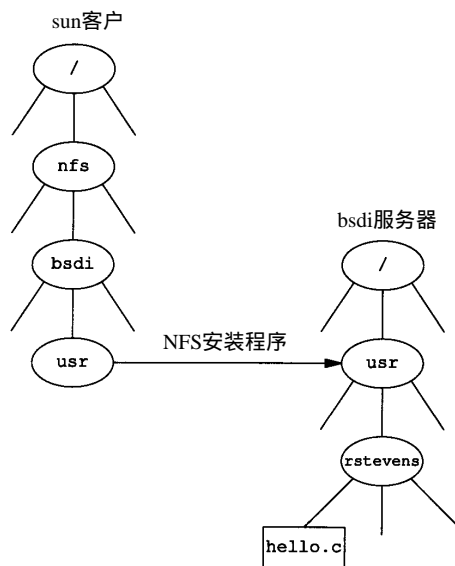 sun客户
/
nfs
bsdi
usr
NFS安装程序
bsdi服务器
/
usr
rstevens
hello.c